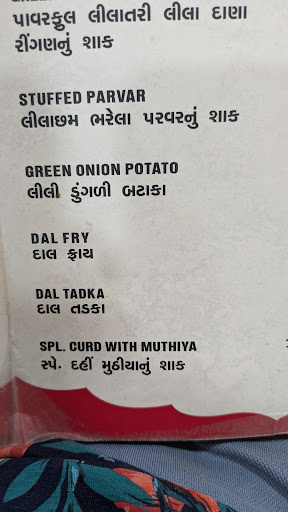 પાવરફુલ લીલાતરી લીલા દાણા
રીંગણનું શાક
STUFFED PARVAR
લીલાછમ ભરેલા પરવરનું શાક
GREEN ONION POTATO
લીલી ડુંગળી બટાકા
DAL FRY
દાલ ફ્રાય
DAL TADKA
દાલ તડકા
SPL. CURD WITH MUTHIYA
સ્પે. દહીં મુઠીયાનું શાક